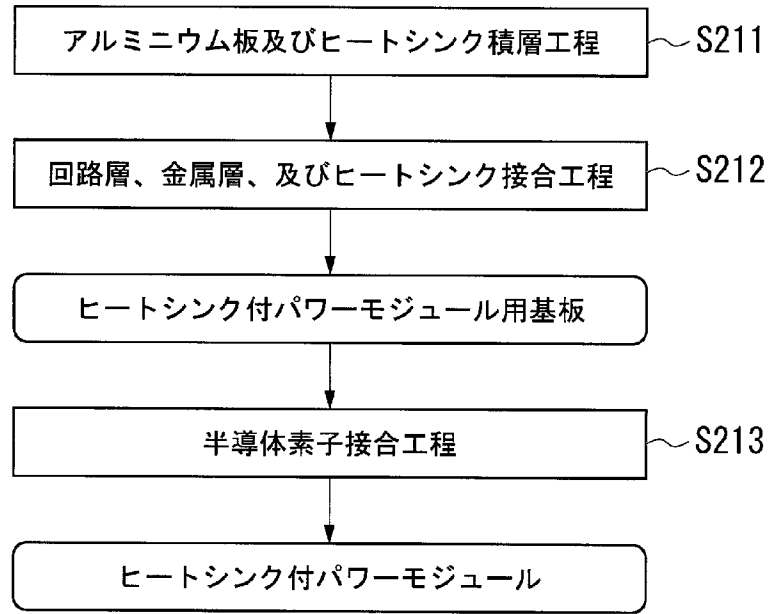 アルミニウム板及びヒートシンク積層工程 S211
回路層、金属層、及びヒートシンク接合工程 S212
ヒートシンク付パワーモジュール用基板
半導体素子接合工程 S213
ヒートシンク付パワーモジュール